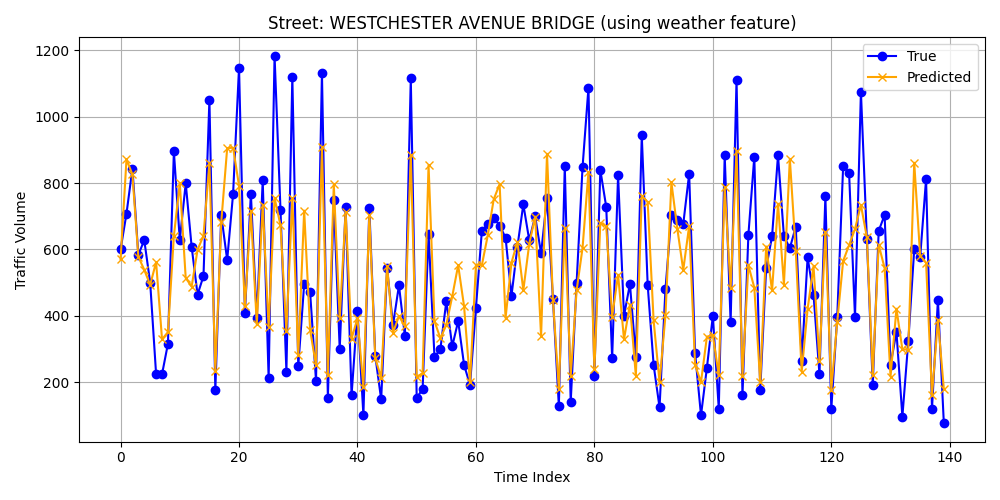 Street: WESTCHESTER AVENUE BRIDGE (using weather feature)
True
Predicted
Traffic Volume
1200
1000
800
600
400
200
0 20 40 60 80 100 120 140
Time Index